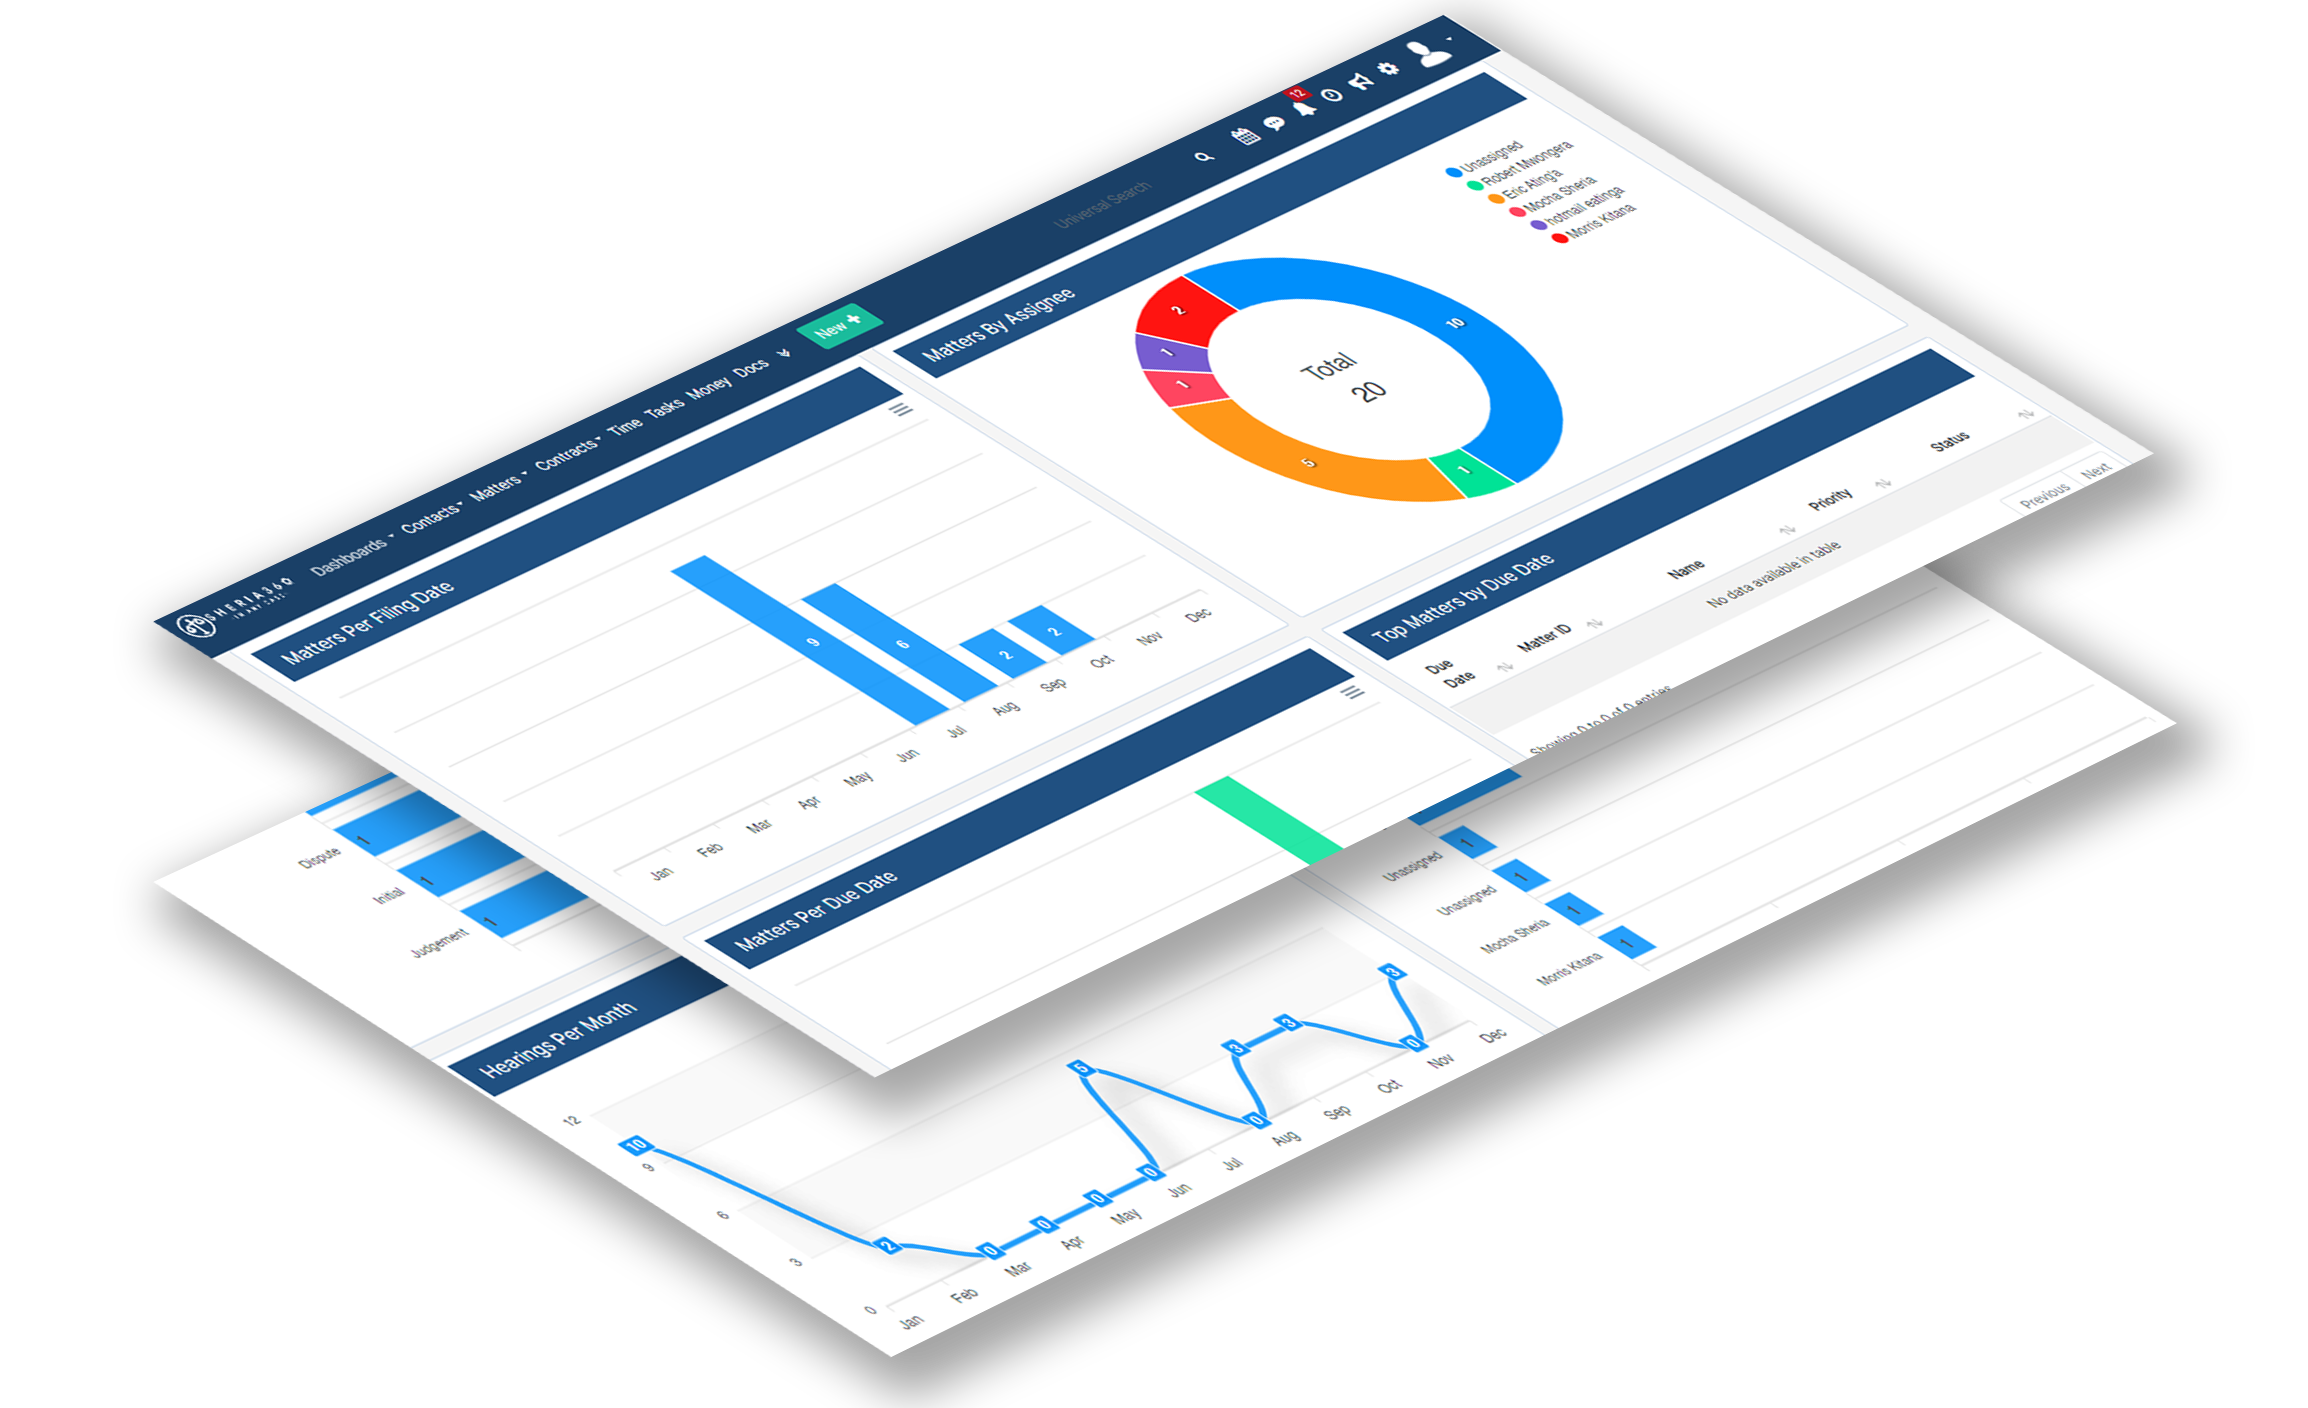 SHERIA360
IN ANY CASE
Dashboards
Contacts
Matters
Contracts
Time
Tasks
Money
Docs
New
Universal Search
12
Matters Per Filing Date
9
6
2
2
Jan
Feb
Mar
Apr
May
Jun
Jul
Aug
Sep
Oct
Nov
Dec
Matters By Assignee
Unassigned
Robert Mwongera
Eric Ating'a
Mocha Sheria
hotmail eatinga
Morris Kitana
Total
20
10
1
5
1
1
2
Matters Per Due Date
Top Matters by Due Date
Due
Date
Matter ID
Name
Priority
Status
No data available in table
Showing 0 to 0 of 0 entries
Previous
Next
Dispute
1
Initial
1
Judgement
1
Hearings Per Month
12
9
6
3
0
10
2
0
0
0
0
5
0
3
3
0
3
Jan
Feb
Mar
Apr
May
Jun
Jul
Aug
Sep
Oct
Nov
Dec
Unassigned
1
Unassigned
1
Mocha Sheria
1
Morris Kitana
1